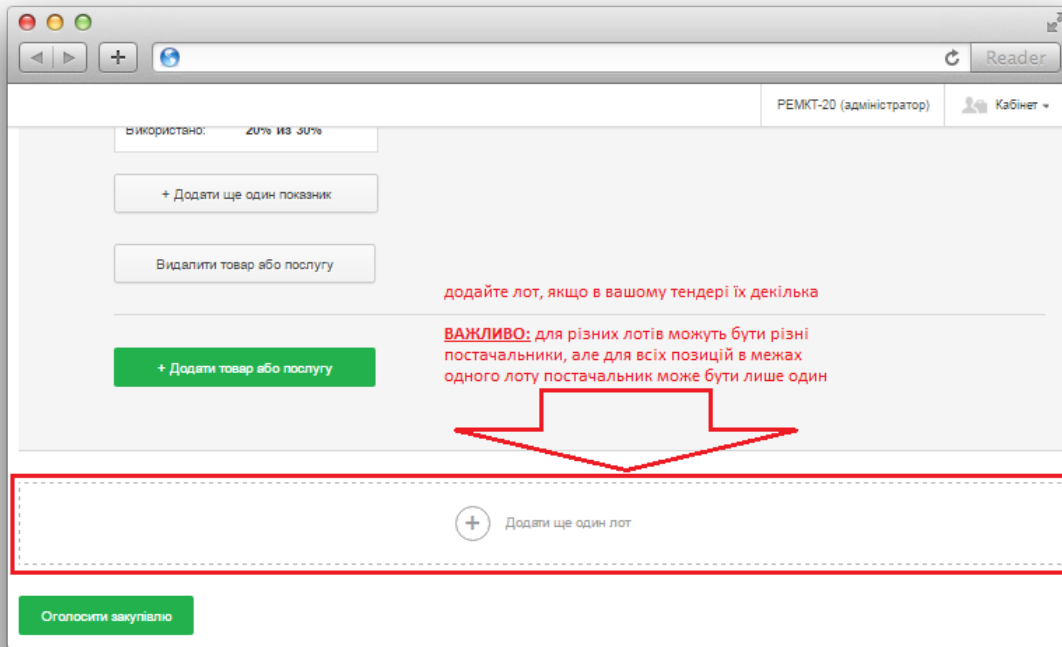 Reader
РЕМКТ-20 (адміністратор)
Кабінет
Використано: 20% из 30%
+ Додати ще один показник
Видалити товар або послугу
додайте лот, якщо в вашому тендері їх декілька
ВАЖЛИВО: для різних лотів можуть бути різні
постачальники, але для всіх позицій в межах
одного лоту постачальник може бути лише один
+ Додати товар або послугу
Додати ще один лот
Оголосити закупівлю